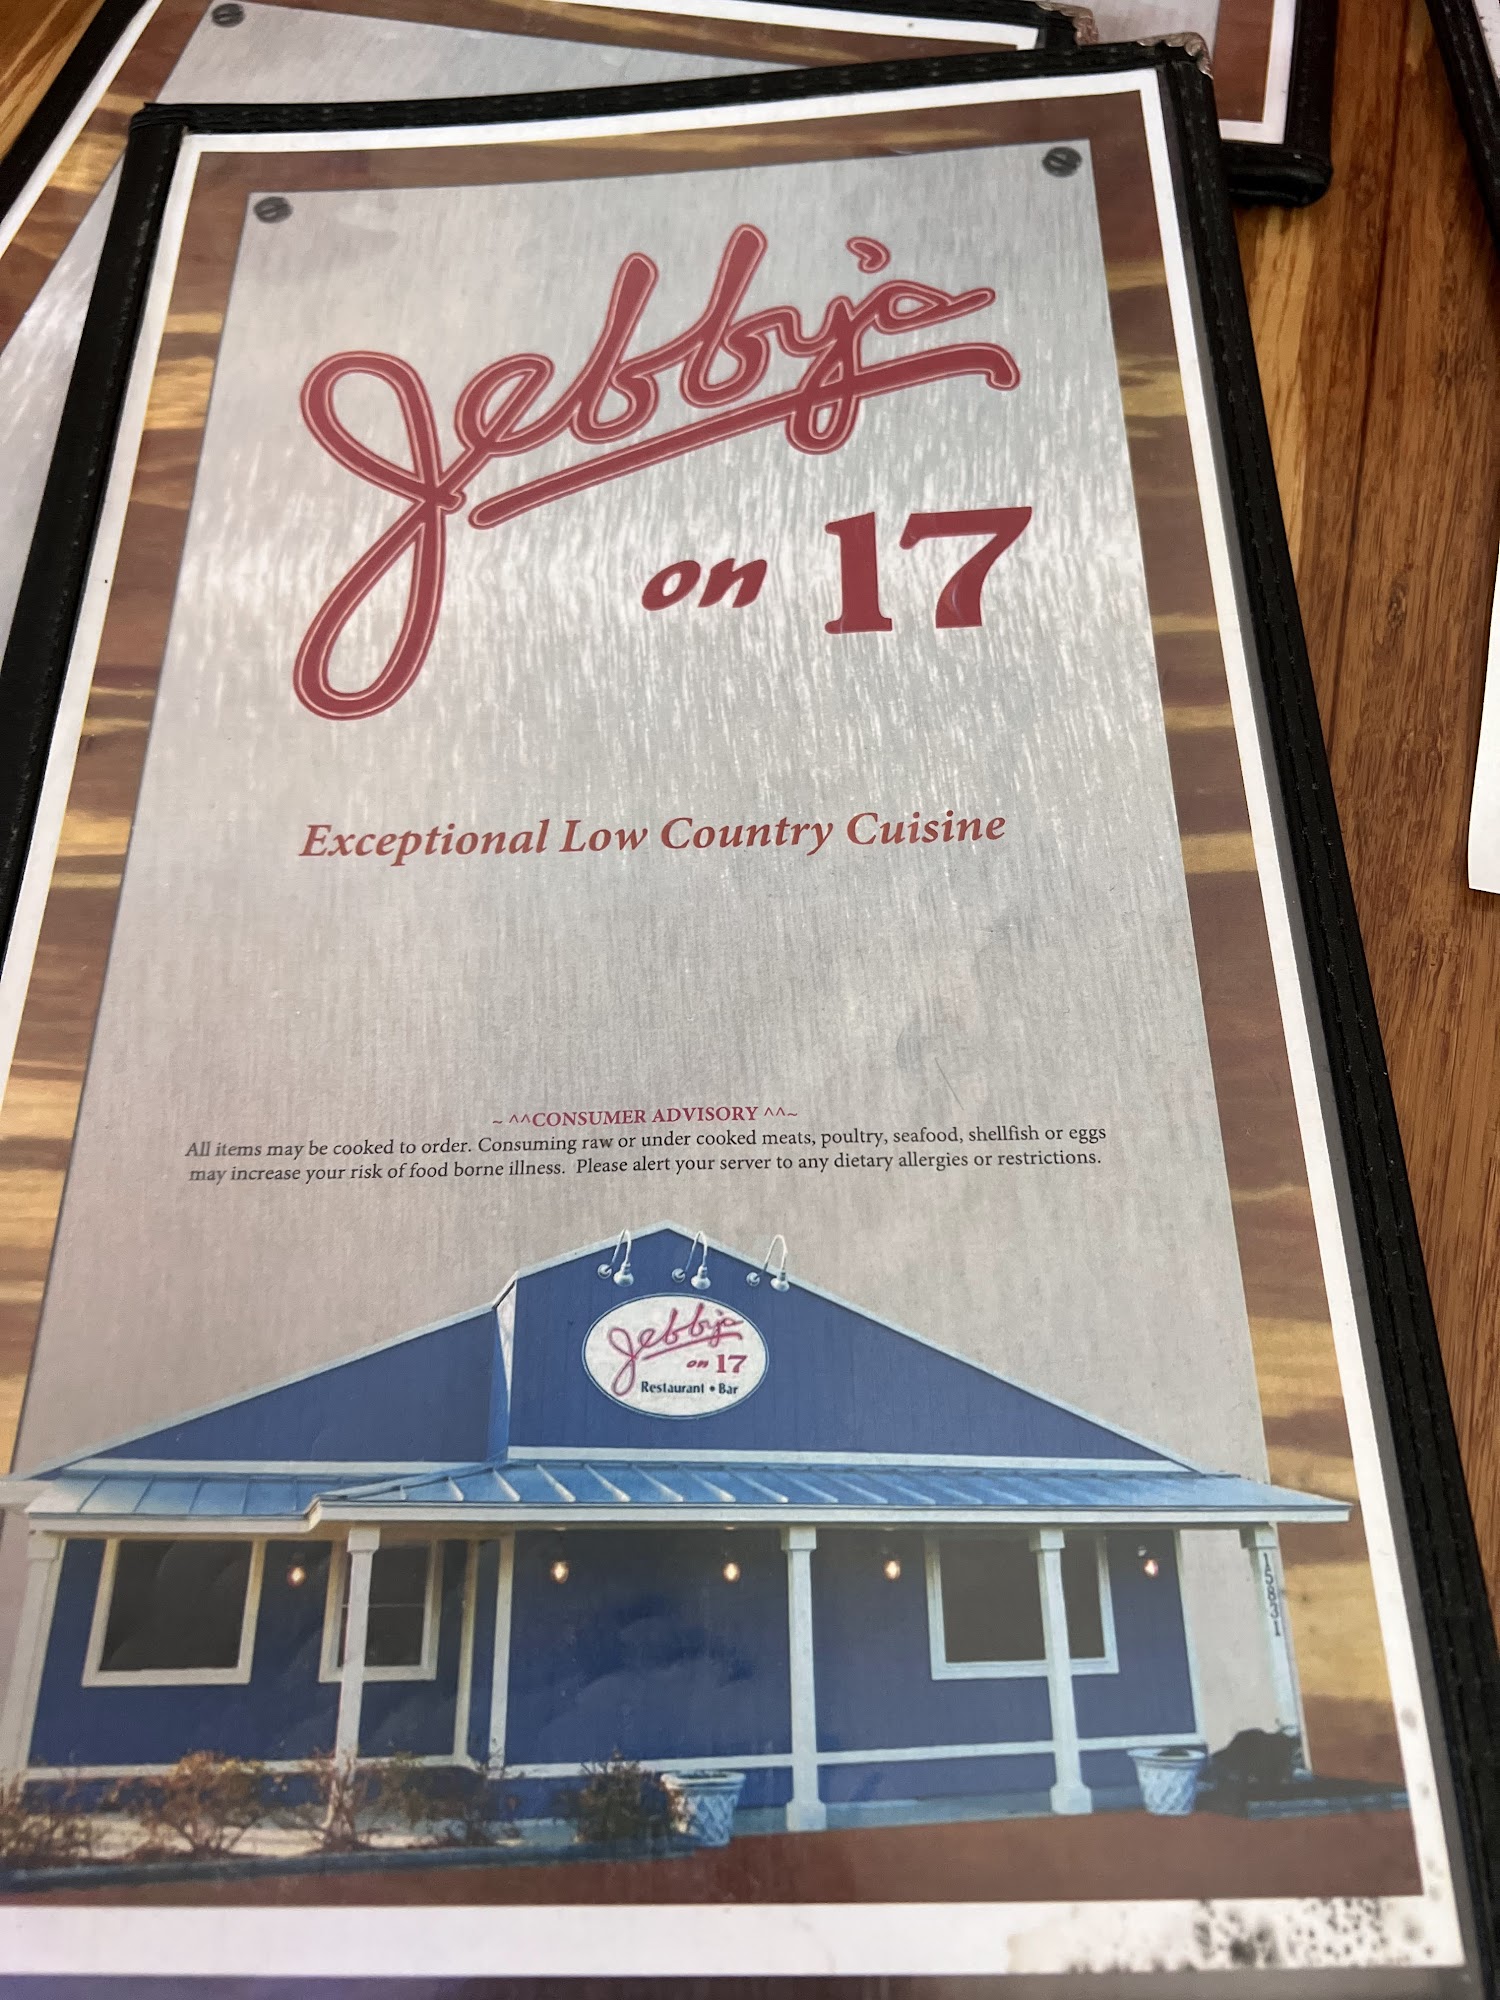 Jebby's
on 17
Exceptional Low Country Cuisine
~ ^^CONSUMER ADVISORY ^^~
All items may be cooked to order. Consuming raw or under cooked meats, poultry, seafood, shellfish or eggs
may increase your risk of food borne illness. Please alert your server to any dietary allergies or restrictions.
Jebby's
on 17
Restaurant • Bar
15831